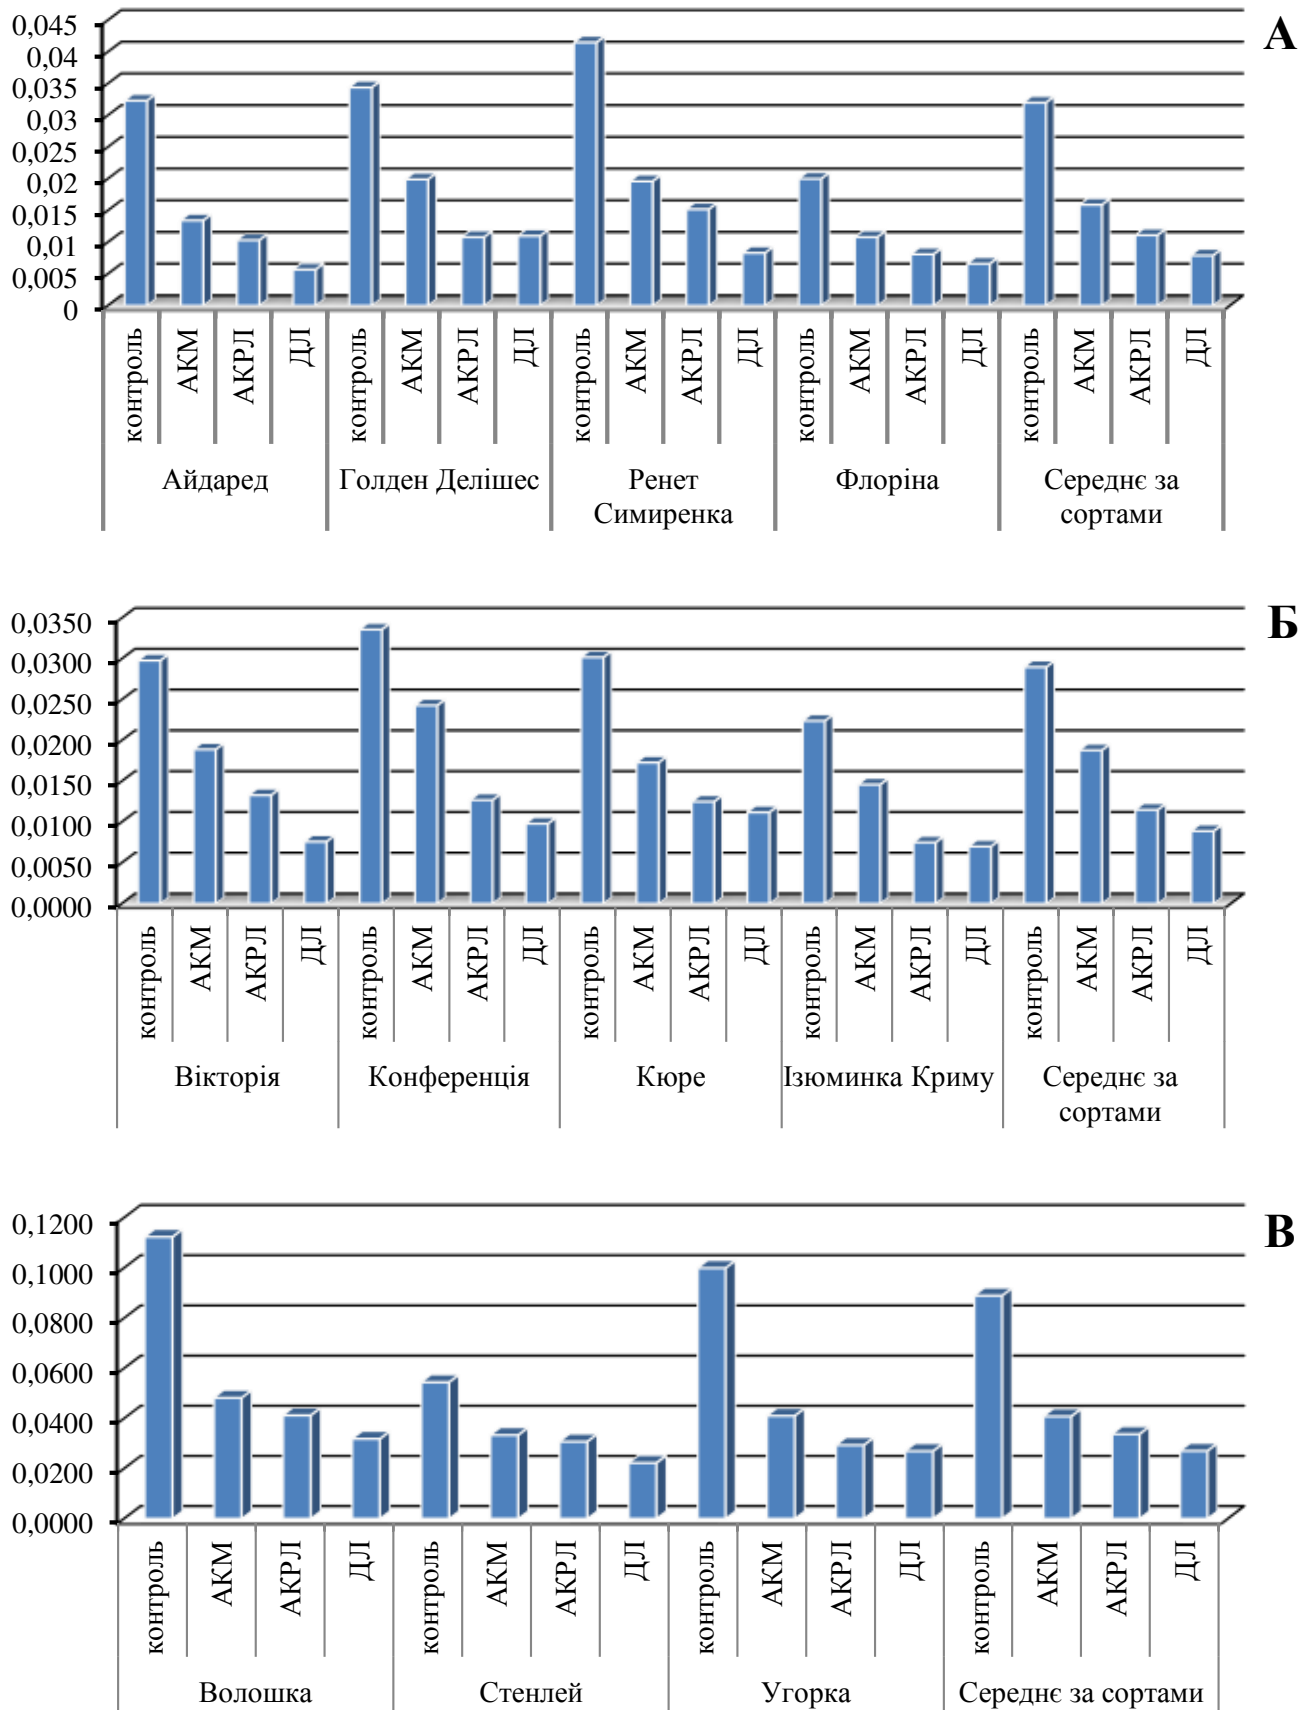 А
0,045
0,04
0,035
0,03
0,025
0,02
0,015
0,01
0,005
0
контроль АКМ АКРЛ ДЛ контроль АКМ АКРЛ ДЛ контроль АКМ АКРЛ ДЛ контроль АКМ АКРЛ ДЛ контроль АКМ АКРЛ ДЛ
Айдаред Голден Делішес Ренет Флоріна Середнє за
Симиренка сортами
Б
0,0350
0,0300
0,0250
0,0200
0,0150
0,0100
0,0050
0,0000
контроль АКМ АКРЛ ДЛ контроль АКМ АКРЛ ДЛ контроль АКМ АКРЛ ДЛ контроль АКМ АКРЛ ДЛ контроль АКМ АКРЛ ДЛ
Вікторія Конференція Кюре Ізюминка Криму Середнє за
сортами
В
0,1200
0,1000
0,0800
0,0600
0,0400
0,0200
0,0000
контроль АКМ АКРЛ ДЛ контроль АКМ АКРЛ ДЛ контроль АКМ АКРЛ ДЛ контроль АКМ АКРЛ ДЛ
Волошка Стенлей Угорка Середнє за сортами